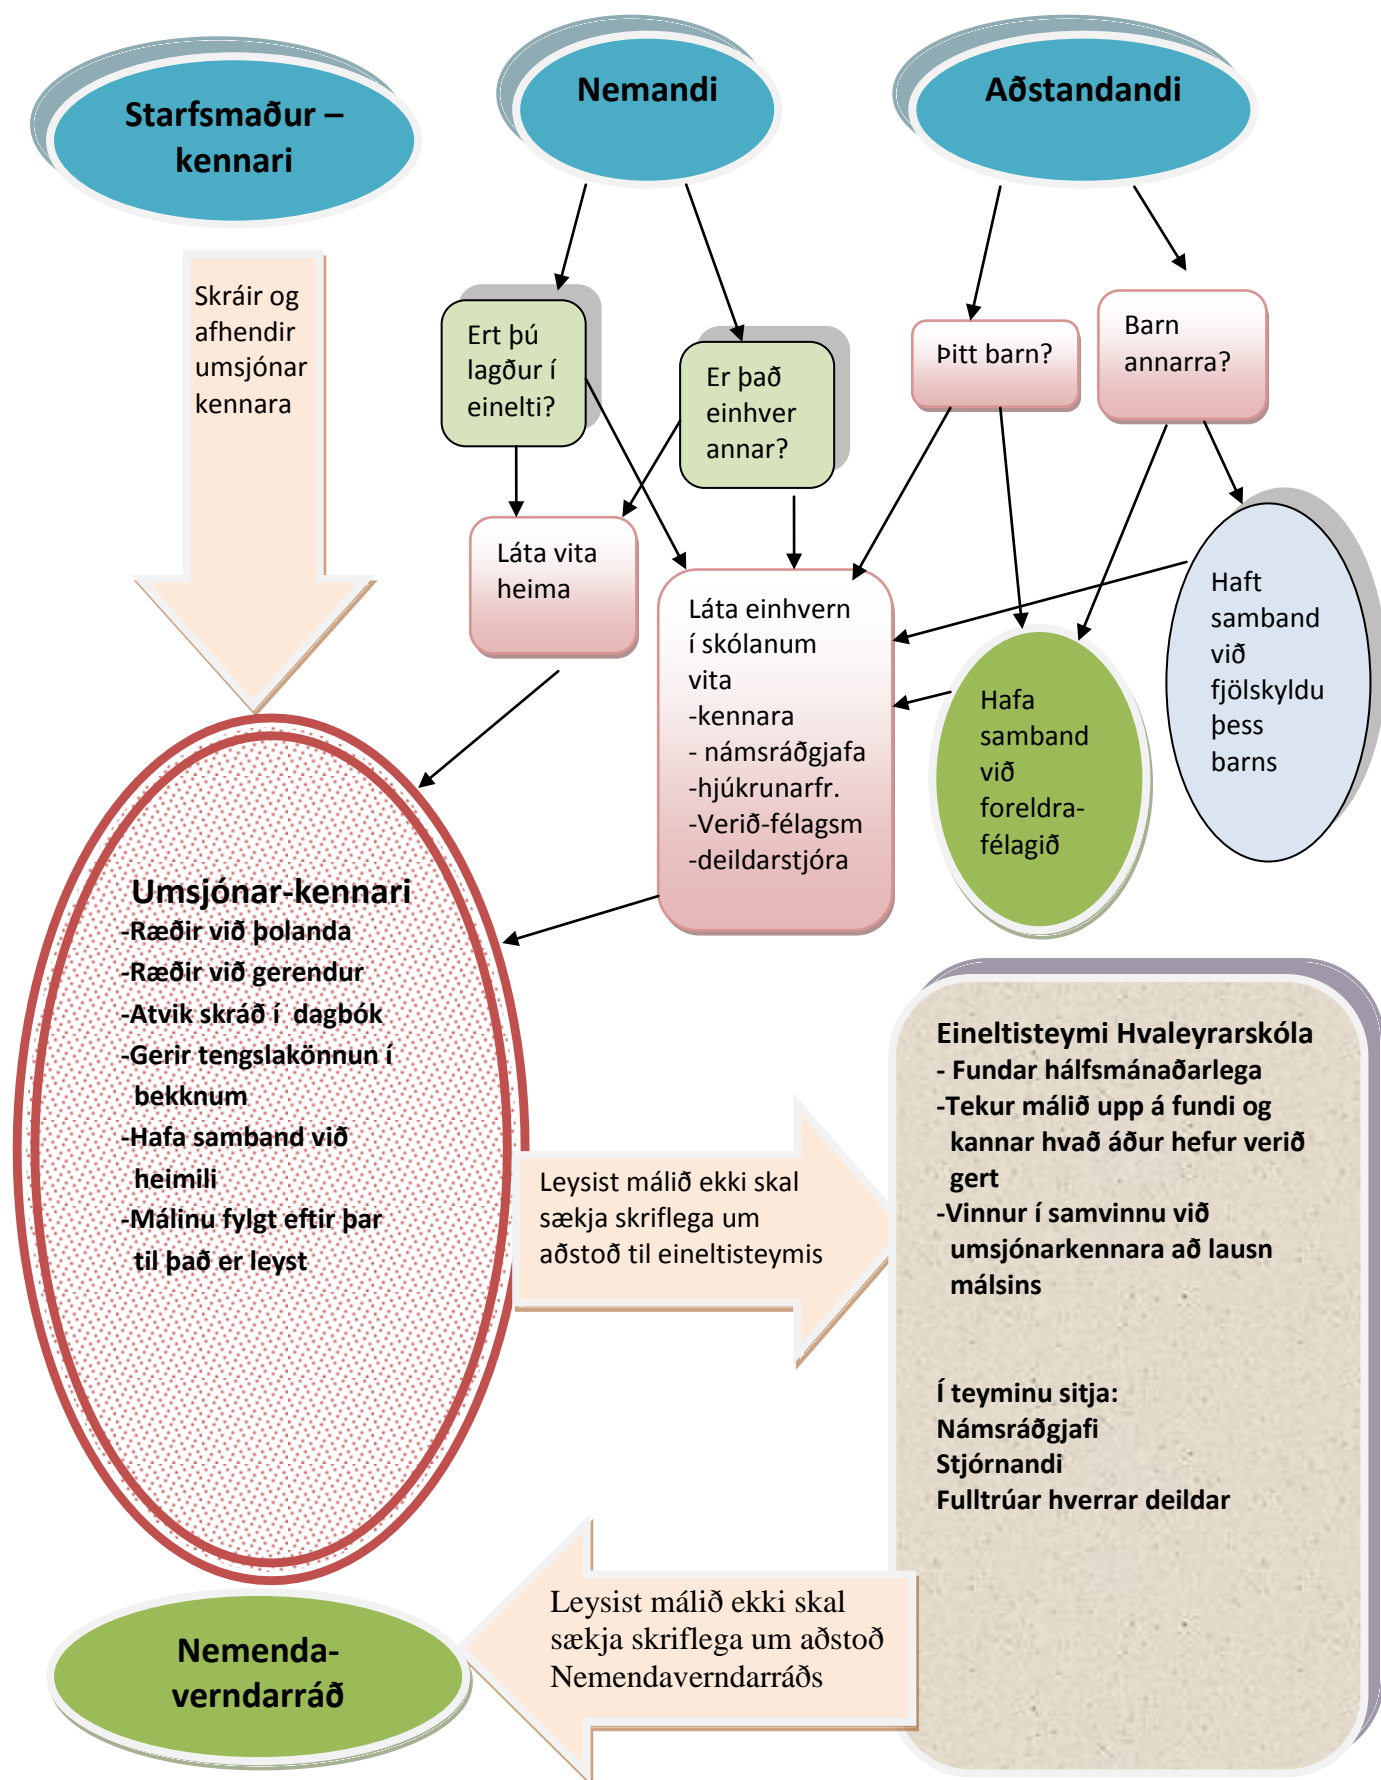 Starfsmaður –
kennari
Nemandi
Aðstandandi
Skráir og
afhendir
umsjónar
kennara
Ert þú
lagður í
einelti?
Er það
einhver
annar?
Þitt barn?
Barn
annarra?
Láta vita
heima
Láta einhvern
í skólanum
vita
-kennara
- námsráðgjafa
-hjúkrunarfr.
-Verið-félagsm
-deildarstjóra
Hafa
samband
við
foreldra-
félagið
Haft
samband
við
fjölskyldu
þess
barns
Umsjónar-kennari
-Ræðir við þolanda
-Ræðir við gerendur
-Atvik skráð í  dagbók
-Gerir tengslakönnun í
bekknum
-Hafa samband við
heimili
-Málinu fylgt eftir þar
til það er leyst
Leysist málið ekki skal
sækja skriflega um
aðstoð til eineltisteymis
Eineltisteymi Hvaleyrarskóla
- Fundar hálfsmánaðarlega
-Tekur málið upp á fundi og
kannar hvað áður hefur verið
gert
-Vinnur í samvinnu við
umsjónarkennara að lausn
málsins
Í teyminu sitja:
Námsráðgjafi
Stjórnandi
Fulltrúar hverrar deildar
Leysist málið ekki skal
sækja skriflega um aðstoð
Nemendaverndarráðs
Nemenda-
verndarráð